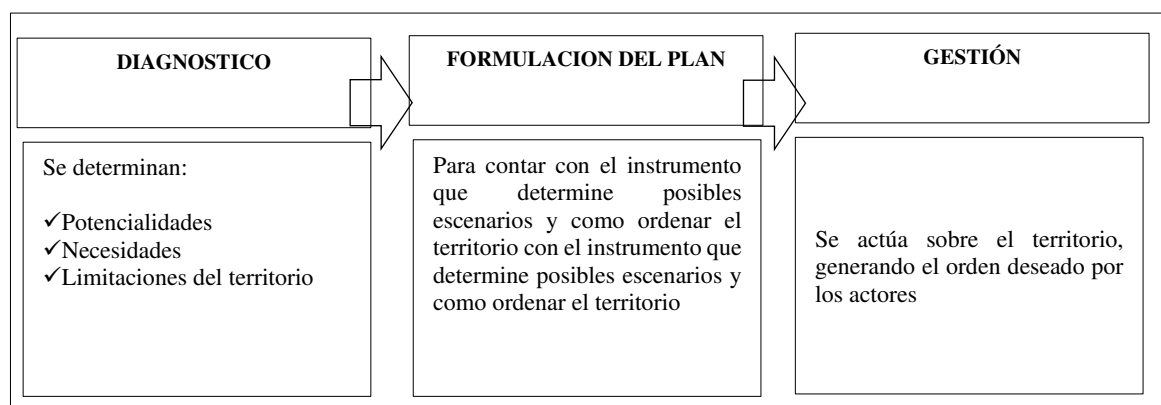 DIAGNOSTICO
FORMULACION DEL PLAN
GESTIÓN
Se determinan:
✓Potencialidades
✓Necesidades
✓Limitaciones del territorio
Para contar con el instrumento
que determine posibles
escenarios y como ordenar el
territorio con el instrumento que
determine posibles escenarios y
como ordenar el territorio
Se actúa sobre el territorio,
generando el orden deseado por
los actores